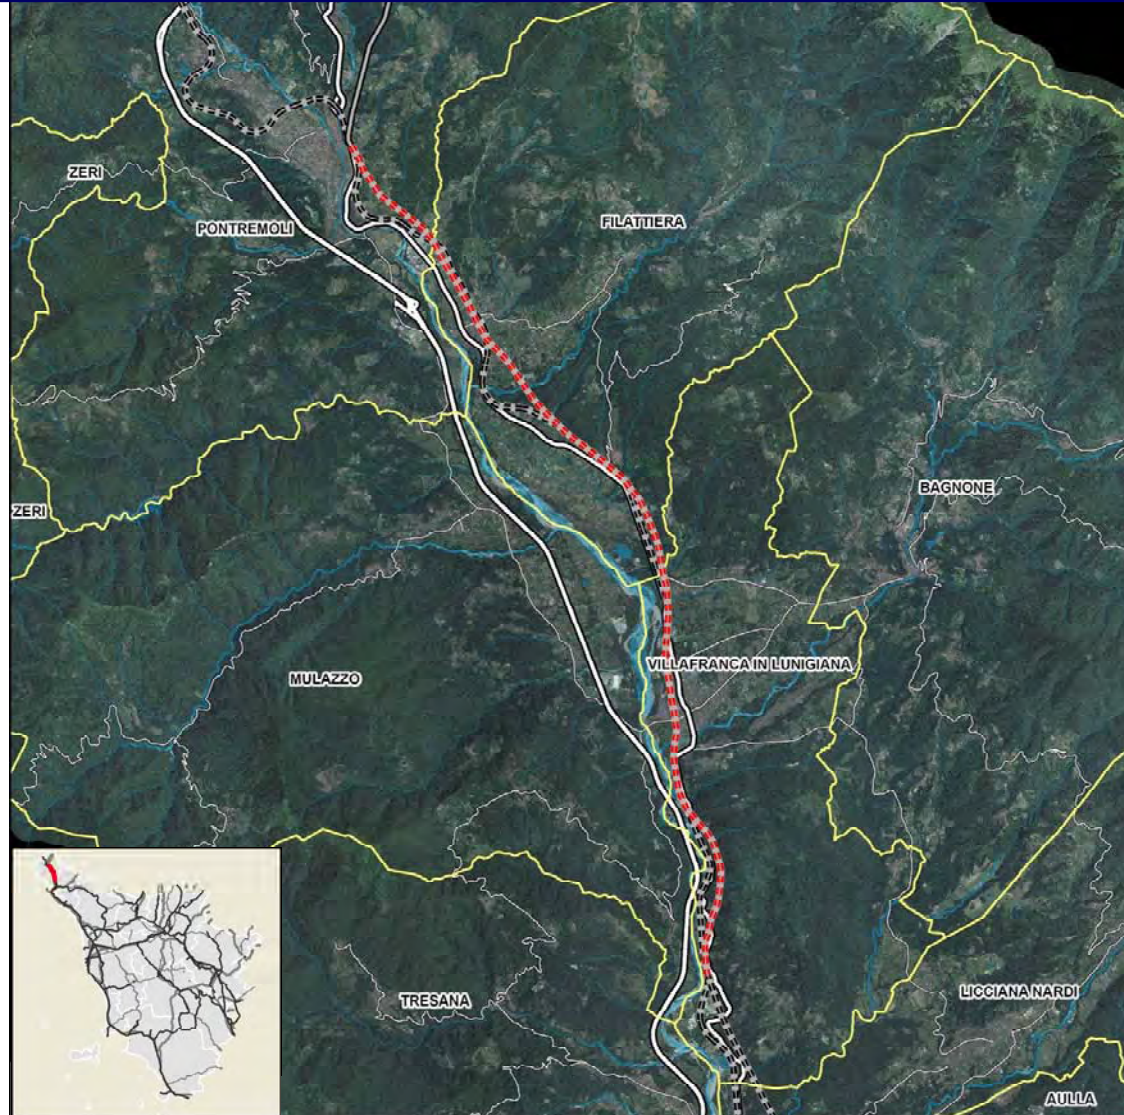 ZERI
PONTREMOLI
FILATTIERA
BAGNONE
ZERI
VILLAFRANCA IN LUNIGIANA
MULAZZO
TRESANA
LICCIANA NARDI
AULLA